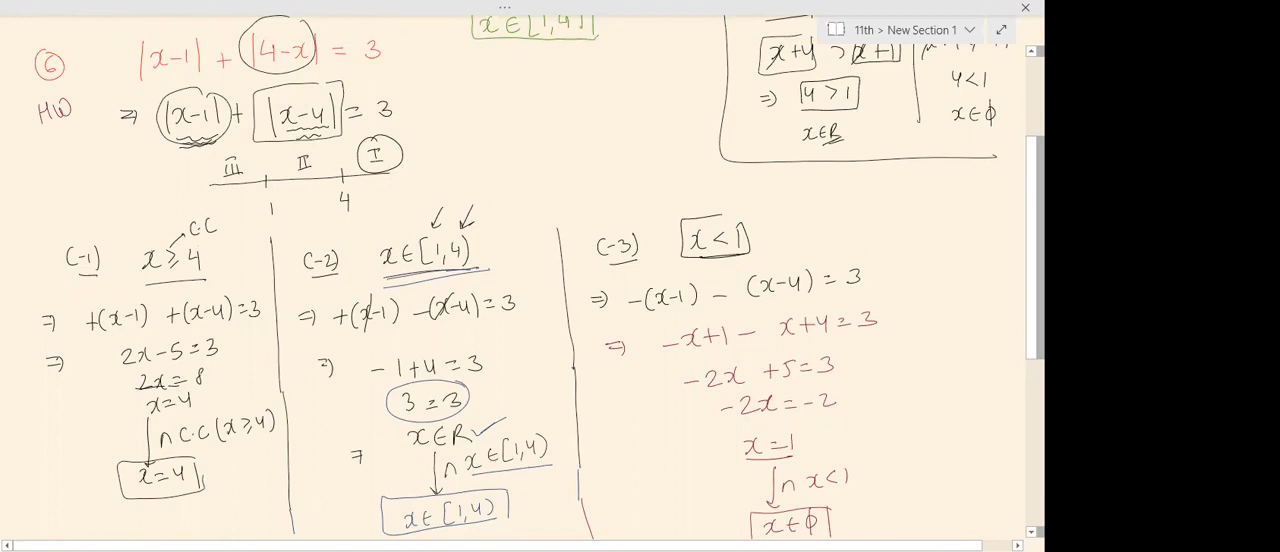 11th > New Section 1
x ∈ [1,4]
⑥ |x-1| + |4-x| = 3
HW ⇒ |x-1| + |x-4| = 3
III II I
1 4
x+4 > x+1
⇒ 4 > 1
x ∈ R
4 < 1
x ∈ ϕ
C-1) x ≥ 4 C.C
⇒ +(x-1) +(x-4) = 3
⇒ 2x-5 = 3
2x = 8
x = 4
∩ C.C (x ≥ 4)
x = 4
C-2) x ∈ [1,4)
⇒ +(x-1) -(x-4) = 3
⇒ -1+4 = 3
3 = 3
⇒ x ∈ R
∩ x ∈ [1,4)
x ∈ [1,4)
C-3) x < 1
⇒ -(x-1) - (x-4) = 3
⇒ -x+1 - x+4 = 3
-2x +5 = 3
-2x = -2
x = 1
∩ x < 1
x ∈ ϕ